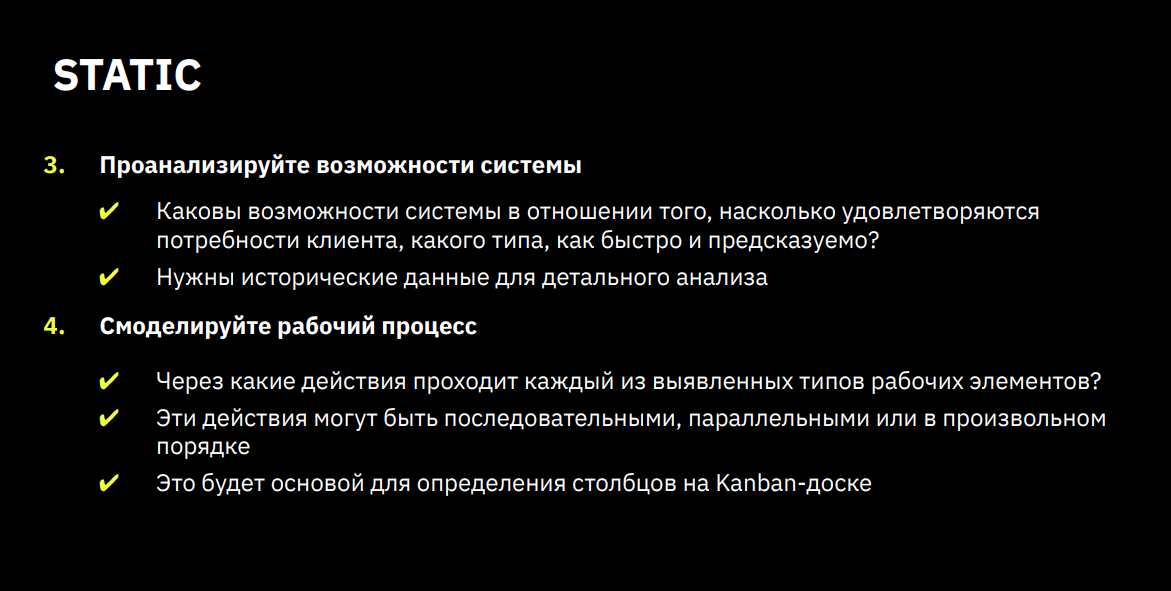 STATIC
3. Проанализируйте возможности системы
✔ Каковы возможности системы в отношении того, насколько удовлетворяются
потребности клиента, какого типа, как быстро и предсказуемо?
✔ Нужны исторические данные для детального анализа
4. Смоделируйте рабочий процесс
✔ Через какие действия проходит каждый из выявленных типов рабочих элементов?
✔ Эти действия могут быть последовательными, параллельными или в произвольном
порядке
✔ Это будет основой для определения столбцов на Kanban-доске